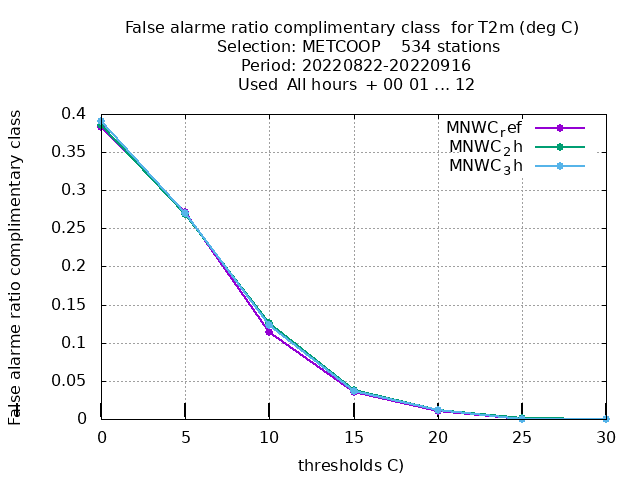 False alarme ratio complimentary class  for T2m (deg C)
Selection: METCOOP    534 stations
Period: 20220822-20220916
Used  All hours  + 00 01 ... 12
MNWC_ref
MNWC_2h
MNWC_3h
False alarme ratio complimentary class
0.4
0.35
0.3
0.25
0.2
0.15
0.1
0.05
0
0 5 10 15 20 25 30
thresholds C)